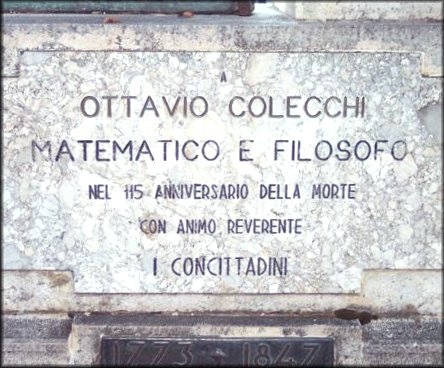 A
OTTAVIO COLECCHI
MATEMATICO E FILOSOFO
NEL 115 ANNIVERSARIO DELLA MORTE
CON ANIMO REVERENTE
I CONCITTADINI
1773 - 1847